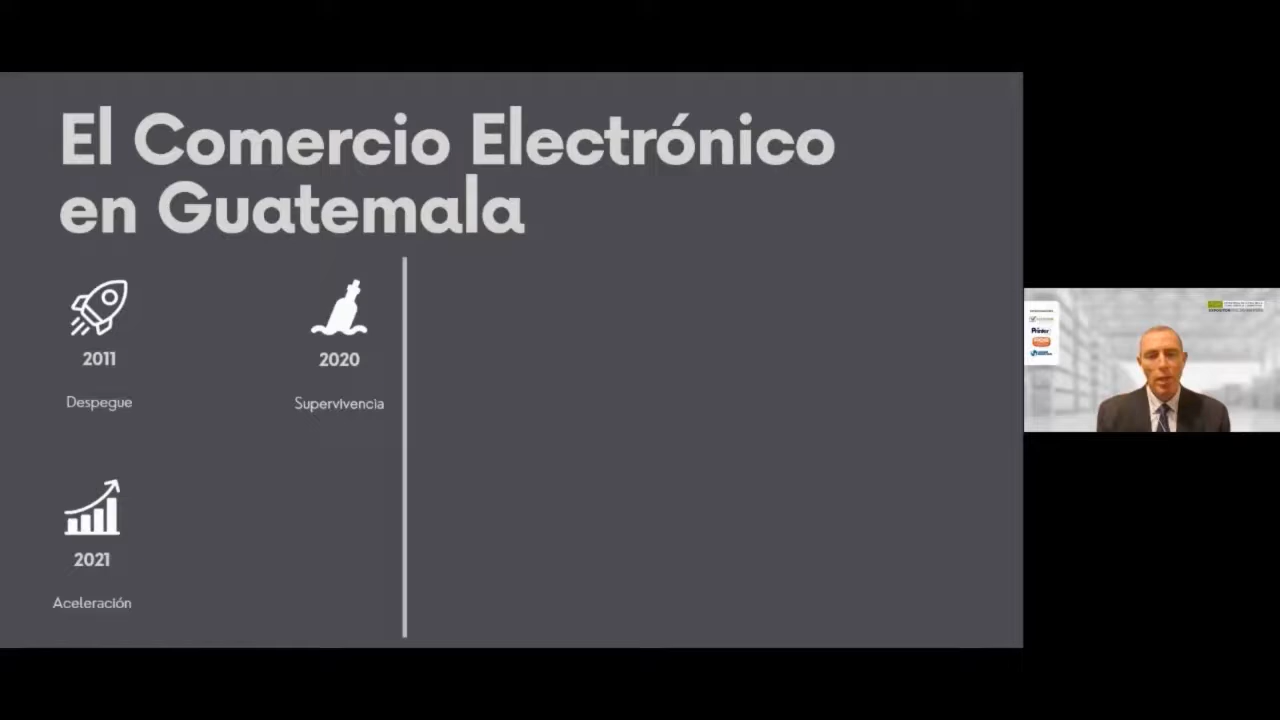 El Comercio Electrónico
en Guatemala
2011
Despegue
2020
Supervivencia
2021
Aceleración